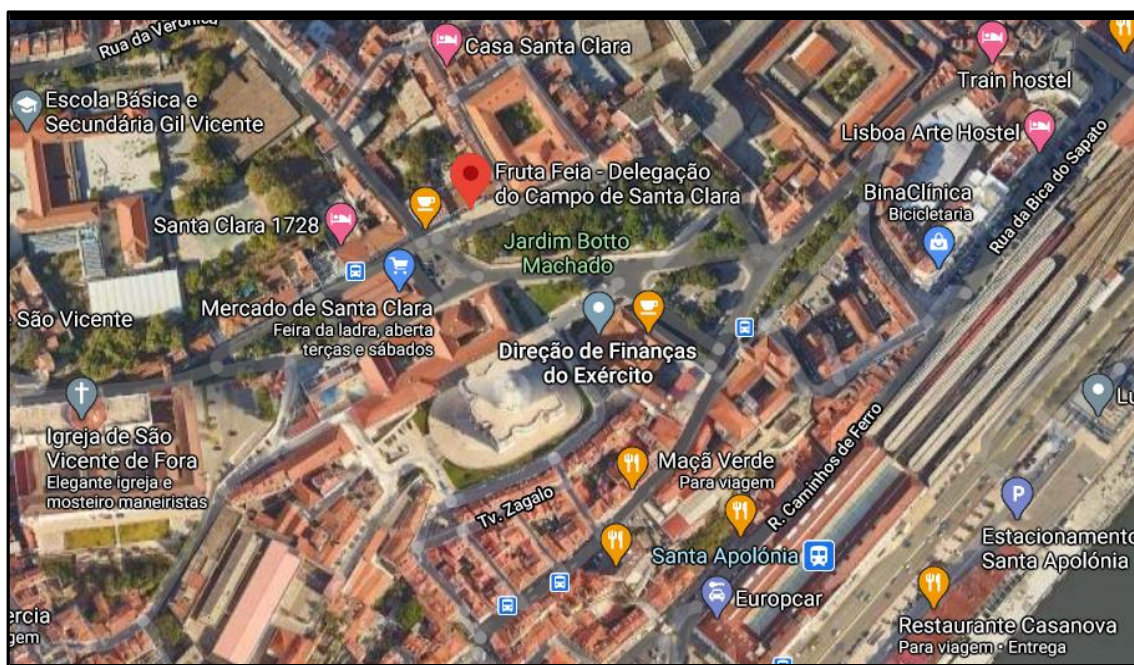 Rua da Verónica
Casa Santa Clara
Train hostel
Escola Básica e
Secundária Gil Vicente
Lisboa Arte Hostel
Rua da Bica do Sapato
Fruta Feia - Delegação
do Campo de Santa Clara
BinaClínica
Bicicletaria
Santa Clara 1728
Jardim Botto
Machado
Mercado de Santa Clara
Feira da ladra, aberta
terças e sábados
São Vicente
Direção de Finanças
do Exército
Lu
Igreja de São
Vicente de Fora
Elegante igreja e
mosteiro maneiristas
R. Caminhos de Ferro
Maçã Verde
Para viagem
Tv. Zagalo
P
Estacionamento
Santa Apolónia
Santa Apolónia
Europcar
ercia
gem
Restaurante Casanova
Para viagem • Entrega